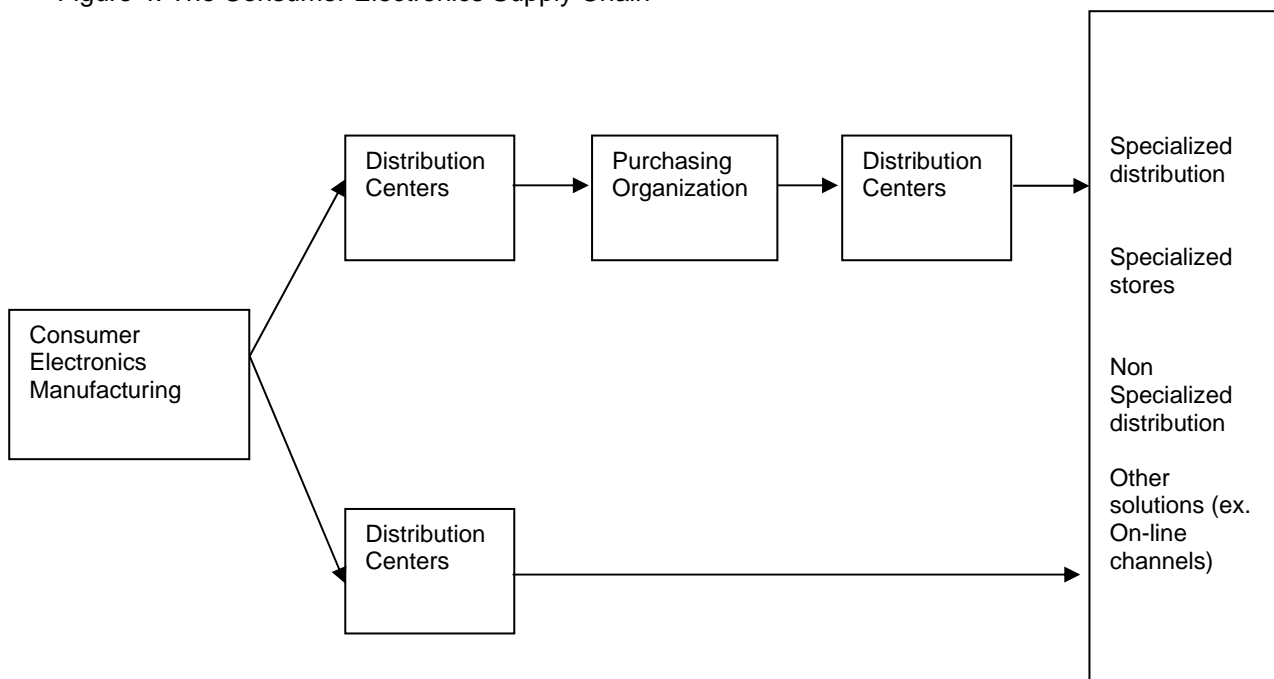 Figure The Consumer Electronics Supply Chain
Distribution
Centers
Purchasing
Organization
Distribution
Centers
Consumer
Electronics
Manufacturing
Distribution
Centers
Specialized
distribution
Specialized
stores
Non
Specialized
distribution
Other
solutions (ex.
On-line
channels)